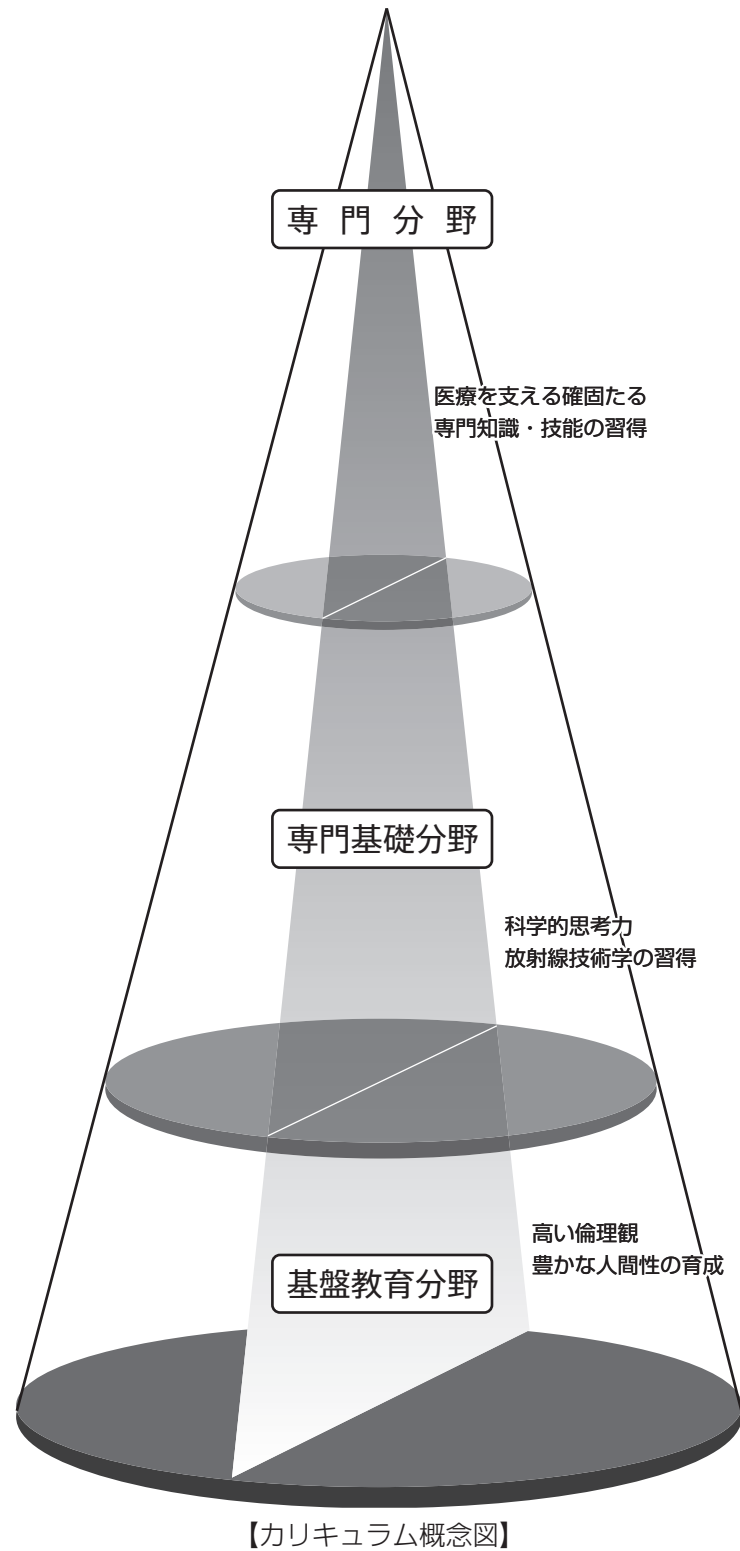 専門分野
医療を支える確固たる
専門知識・技能の習得
専門基礎分野
科学的思考力
放射線技術学の習得
高い倫理観
豊かな人間性の育成
基盤教育分野
【カリキュラム概念図】